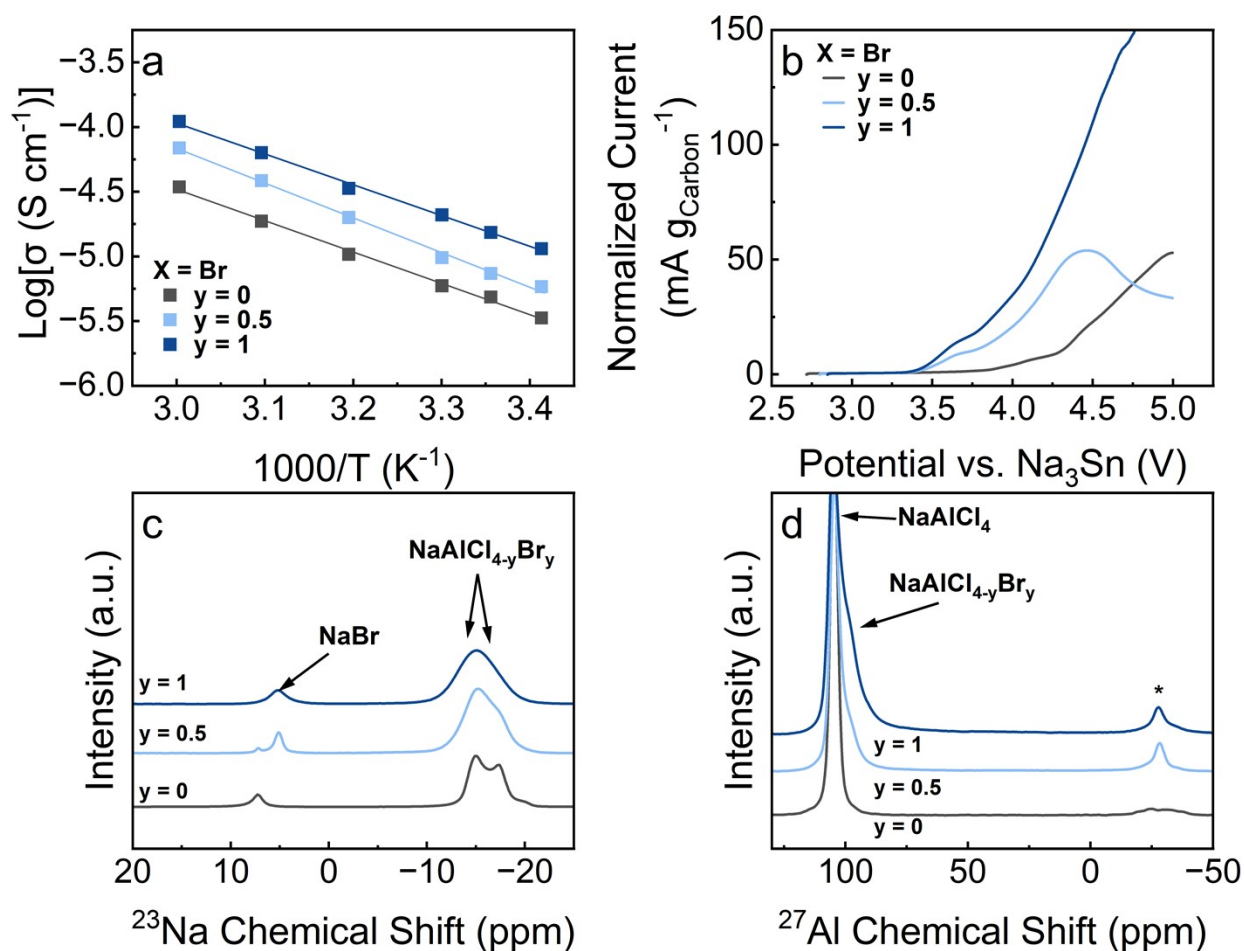 a
Log[σ (S cm⁻¹)]
−3.5
−4.0
−4.5
−5.0
−5.5
−6.0
X = Br
y = 0
y = 0.5
y = 1
3.0 3.1 3.2 3.3 3.4
1000/T (K⁻¹)
b
Normalized Current
(mA g_Carbon⁻¹)
150
100
50
0
X = Br
y = 0
y = 0.5
y = 1
2.5 3.0 3.5 4.0 4.5 5.0
Potential vs. Na₃Sn (V)
c
Intensity (a.u.)
NaAlCl₄₋yBry
NaBr
y = 1
y = 0.5
y = 0
20 10 0 −10 −20
²³Na Chemical Shift (ppm)
d
Intensity (a.u.)
NaAlCl₄
NaAlCl₄₋yBry
*
y = 1
y = 0.5
y = 0
100 50 0 −50
²⁷Al Chemical Shift (ppm)